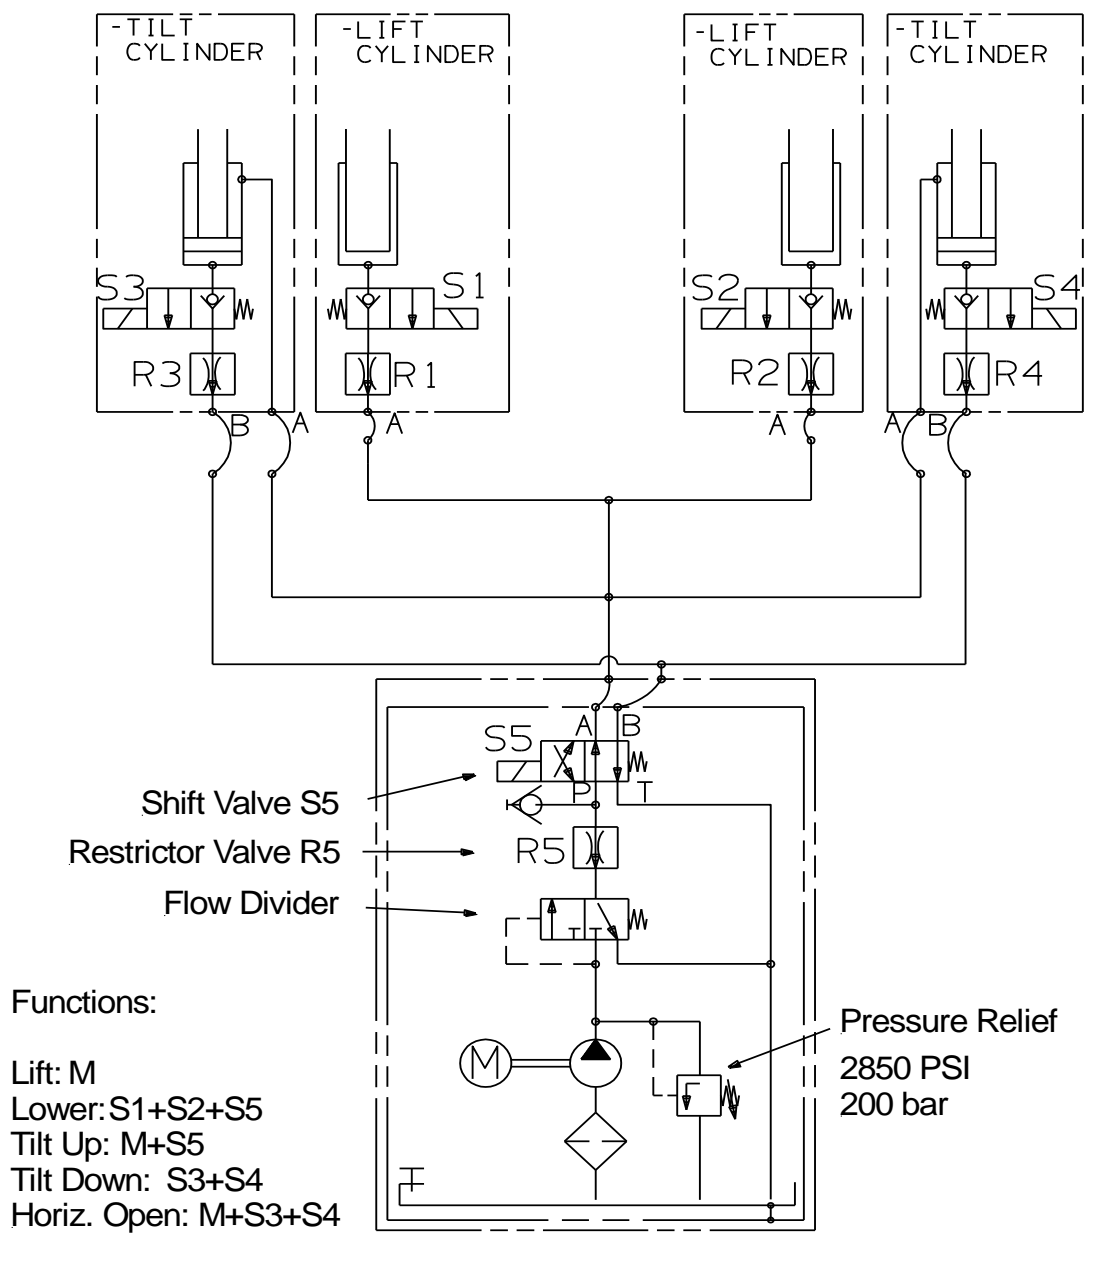 -TILT
CYLINDER
-LIFT
CYLINDER
-LIFT
CYLINDER
-TILT
CYLINDER
S3
S1
S2
S4
R3
R1
R2
R4
B
A
A
A
A
B
A
B
S5
P
T
Shift Valve S5
Restrictor Valve R5
R5
Flow Divider
Functions:
Lift: M
Lower: S1+S2+S5
Tilt Up: M+S5
Tilt Down: S3+S4
Horiz. Open: M+S3+S4
M
Pressure Relief
2850 PSI
200 bar